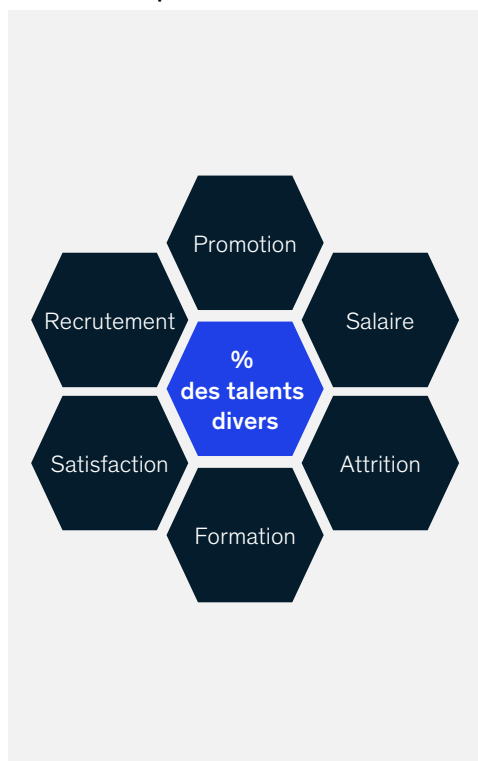 Promotion
Recrutement
Salaire
%
des talents
divers
Satisfaction
Attrition
Formation